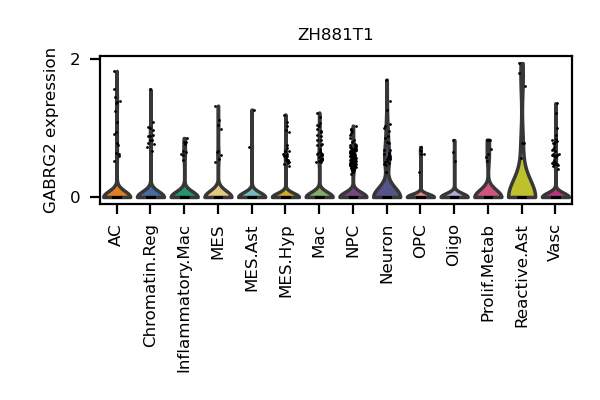 ZH881T1
GABRG2 expression
2
0
AC
Chromatin.Reg
Inflammatory.Mac
MES
MES.Ast
MES.Hyp
Mac
NPC
Neuron
OPC
Oligo
Prolif.Metab
Reactive.Ast
Vasc